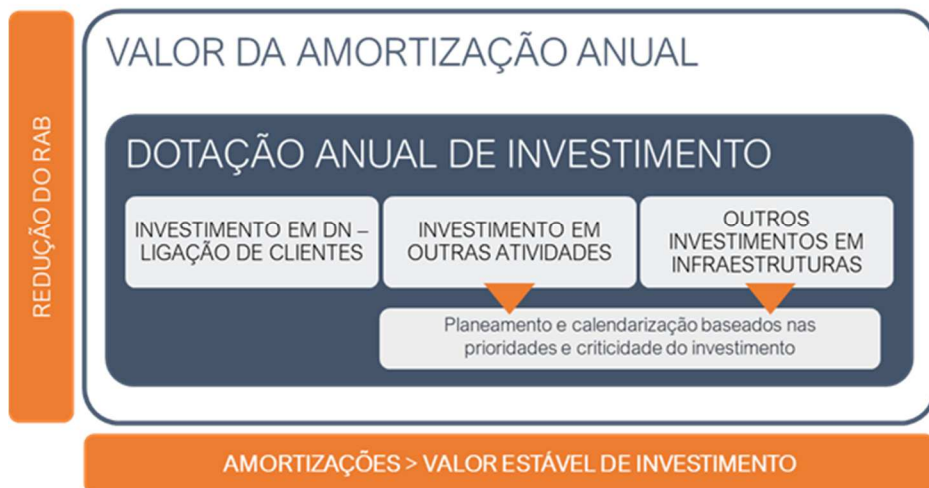 REDUÇÃO DO RAB
VALOR DA AMORTIZAÇÃO ANUAL
DOTAÇÃO ANUAL DE INVESTIMENTO
INVESTIMENTO EM DN –
LIGAÇÃO DE CLIENTES
INVESTIMENTO EM
OUTRAS ATIVIDADES
OUTROS
INVESTIMENTOS EM
INFRAESTRUTURAS
Planeamento e calendarização baseados nas
prioridades e criticidade do investimento
AMORTIZAÇÕES > VALOR ESTÁVEL DE INVESTIMENTO